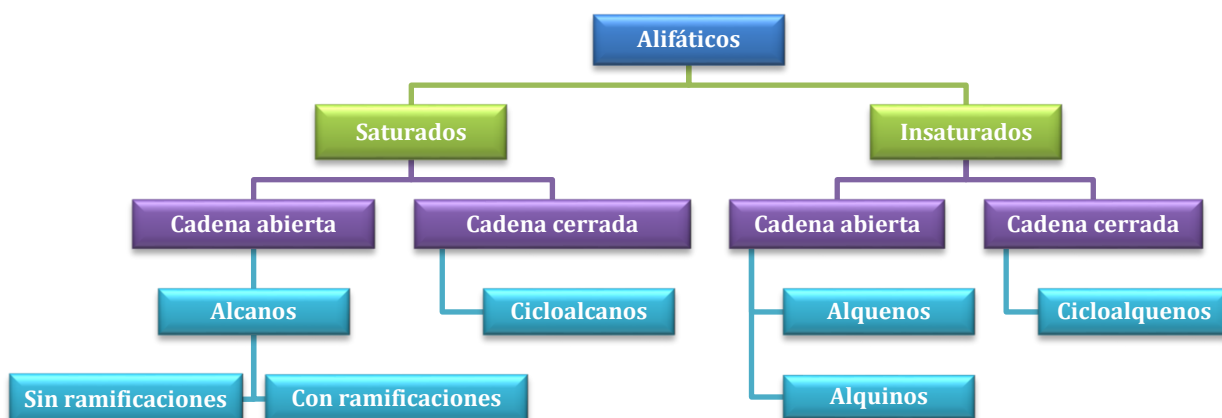 Alifáticos
Saturados
Insaturados
Cadena abierta
Cadena cerrada
Cadena abierta
Cadena cerrada
Alcanos
Cicloalcanos
Alquenos
Cicloalquenos
Sin ramificaciones
Con ramificaciones
Alquinos